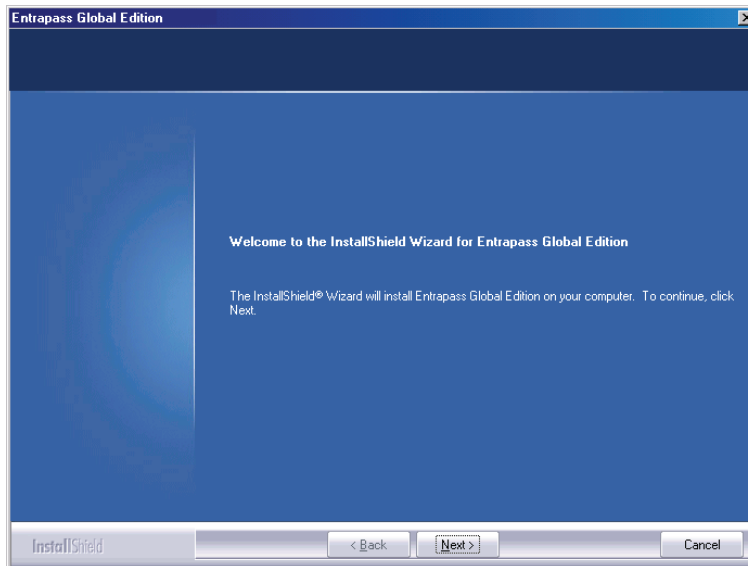 Entrapass Global Edition
Welcome to the InstallShield Wizard for Entrapass Global Edition
The InstallShield® Wizard will install Entrapass Global Edition on your computer. To continue, click
Next.
InstallShield
< Back
Next >
Cancel